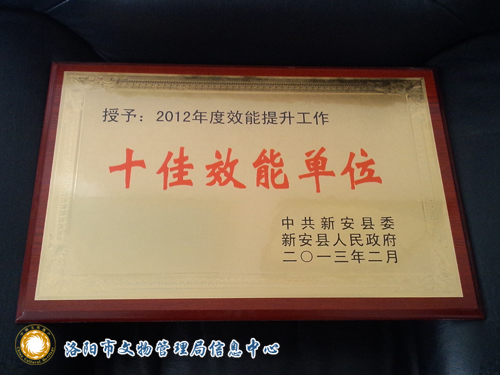 授予：2012年度效能提升工作
十佳效能单位
中共新安县委
新安县人民政府
二〇一三年二月
洛阳市文物管理局信息中心